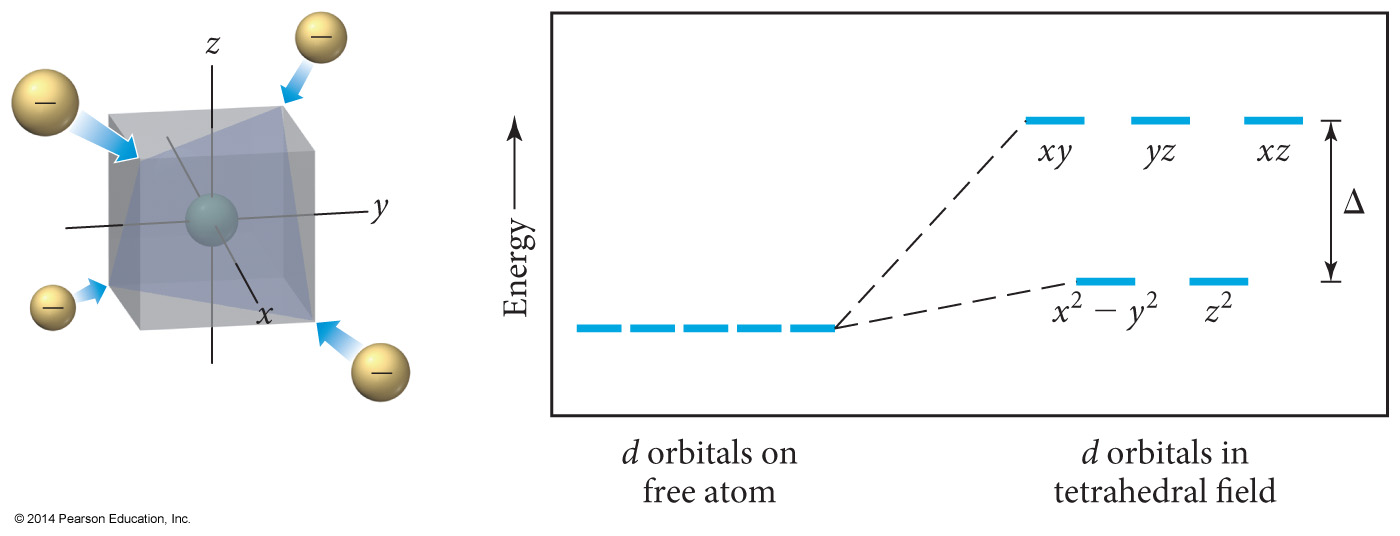 z
y
x
− 
−
−
−
Energy
xy
yz
xz
Δ
x² − y²
z²
d orbitals on
free atom
d orbitals in
tetrahedral field
© 2014 Pearson Education, Inc.